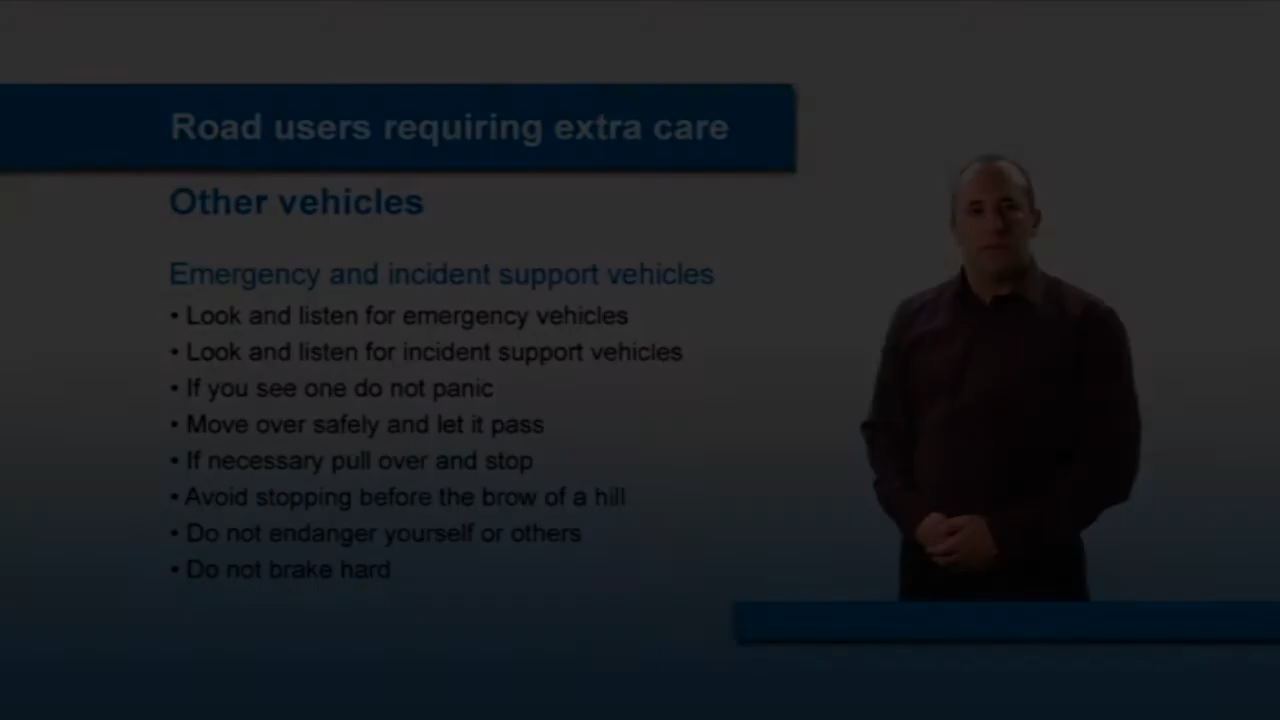 Road users requiring extra care
Other vehicles
Emergency and incident support vehicles
• Look and listen for emergency vehicles
• Look and listen for incident support vehicles
• If you see one do not panic
• Move over safely and let it pass
• If necessary pull over and stop
• Avoid stopping before the brow of a hill
• Do not endanger yourself or others
• Do not brake hard